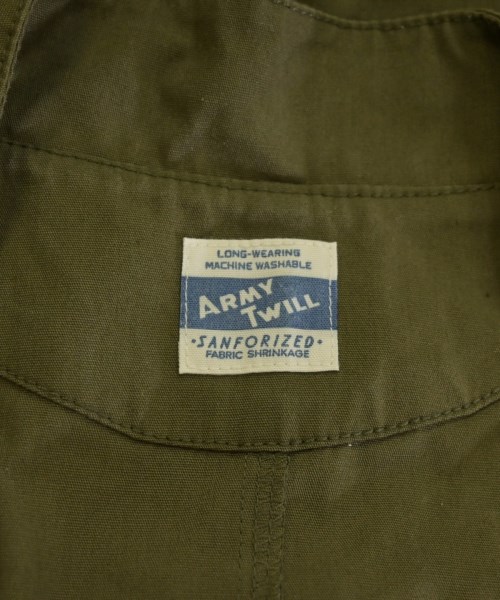 LONG-WEARING
MACHINE WASHABLE
ARMY
TWILL
·SANFORIZED·
FABRIC SHRINKAGE